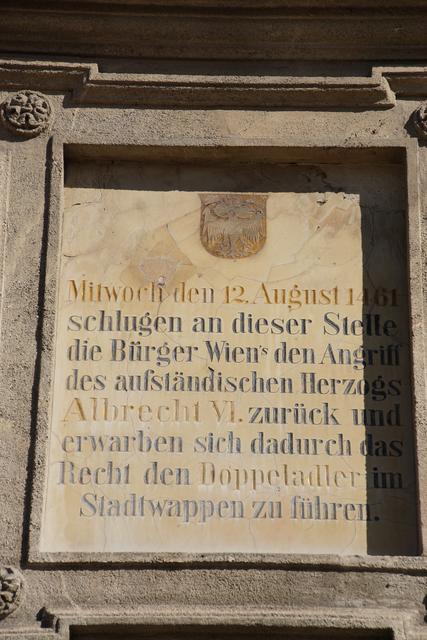 Mitwoch den 12. August 1461
schlugen an dieser Stelle
die Bürger Wien's den Angriff
des aufständischen Herzogs
Albrecht VI. zurück und
erwarben sich dadurch das
Recht den Doppeladler im
Stadtwappen zu führen.